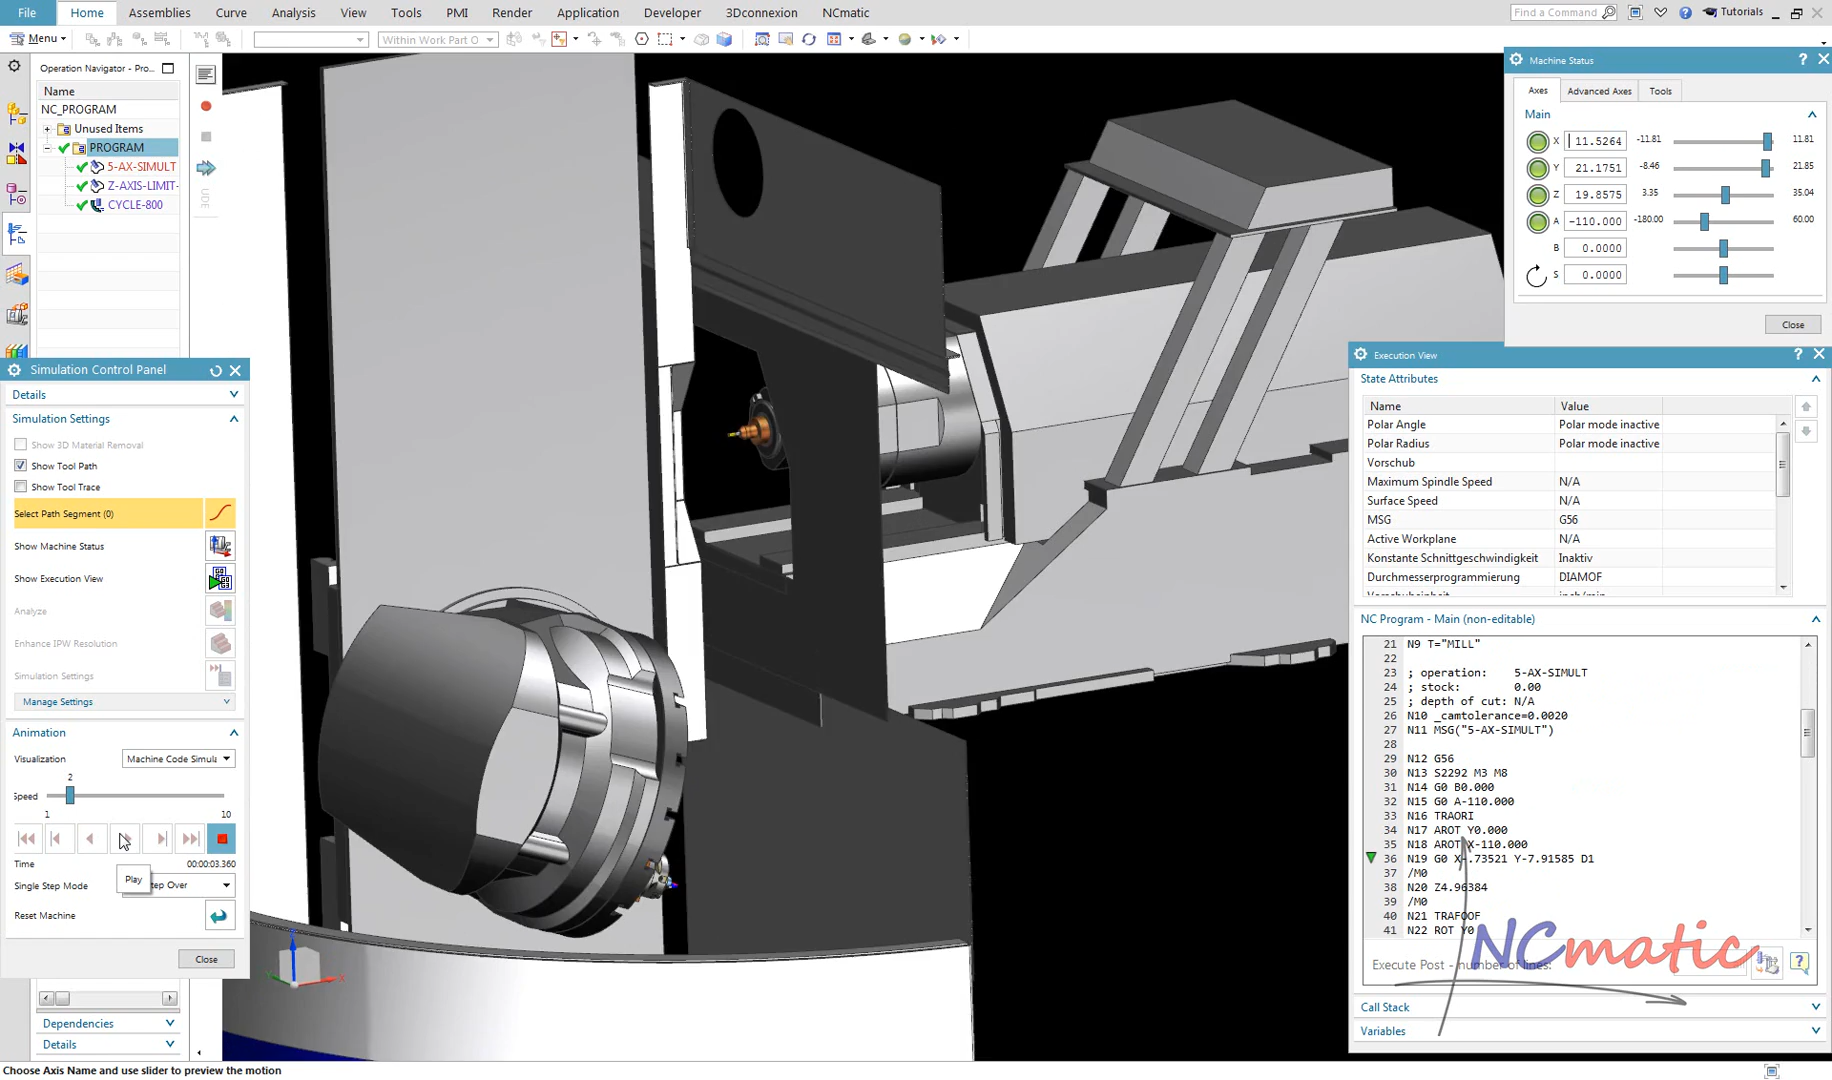 File Home Assemblies Curve Analysis View Tools PMI Render Application Developer 3Dconnexion NCmatic Find a Command Tutorials
Menu Within Work Part O
Operation Navigator - Pro...
Name
NC_PROGRAM
Unused Items
PROGRAM
5-AX-SIMULT
Z-AXIS-LIMIT-
CYCLE-800
UDE
Simulation Control Panel
Details
Simulation Settings
Show 3D Material Removal
Show Tool Path
Show Tool Trace
Select Path Segment (0)
Show Machine Status
Show Execution View
Analyze
Enhance IPW Resolution
Simulation Settings
Manage Settings
Animation
Visualization Machine Code Simula
2
Speed
1 10
Time 00:00:03.360
Play
Single Step Mode tep Over
Reset Machine
Close
Dependencies
Details
Choose Axis Name and use slider to preview the motion
X
Machine Status
Axes Advanced Axes Tools
Main
X 11.5264 -11.81 11.81
Y 21.1751 -8.46 21.85
Z 19.8575 3.35 35.04
A -110.000 -180.00 60.00
B 0.0000
S 0.0000
Close
Execution View
State Attributes
Name Value
Polar Angle Polar mode inactive
Polar Radius Polar mode inactive
Vorschub
Maximum Spindle Speed N/A
Surface Speed N/A
MSG G56
Active Workplane N/A
Konstante Schnittgeschwindigkeit Inaktiv
Durchmesserprogrammierung DIAMOF
Vorschubeinheit inch/min
NC Program - Main (non-editable)
21 N9 T="MILL"
22
23 ; operation: 5-AX-SIMULT
24 ; stock: 0.00
25 ; depth of cut: N/A
26 N10 _camtolerance=0.0020
27 N11 MSG("5-AX-SIMULT")
28
29 N12 G56
30 N13 S2292 M3 M8
31 N14 G0 B0.000
32 N15 G0 A-110.000
33 N16 TRAORI
34 N17 AROT Y0.000
35 N18 AROT X-110.000
36 N19 G0 X-.73521 Y-7.91585 D1
37 /M0
38 N20 Z4.96384
39 /M0
40 N21 TRAFOOF
41 N22 ROT Y0
NCmatic
Execute Post - number of lines:
Call Stack
Variables